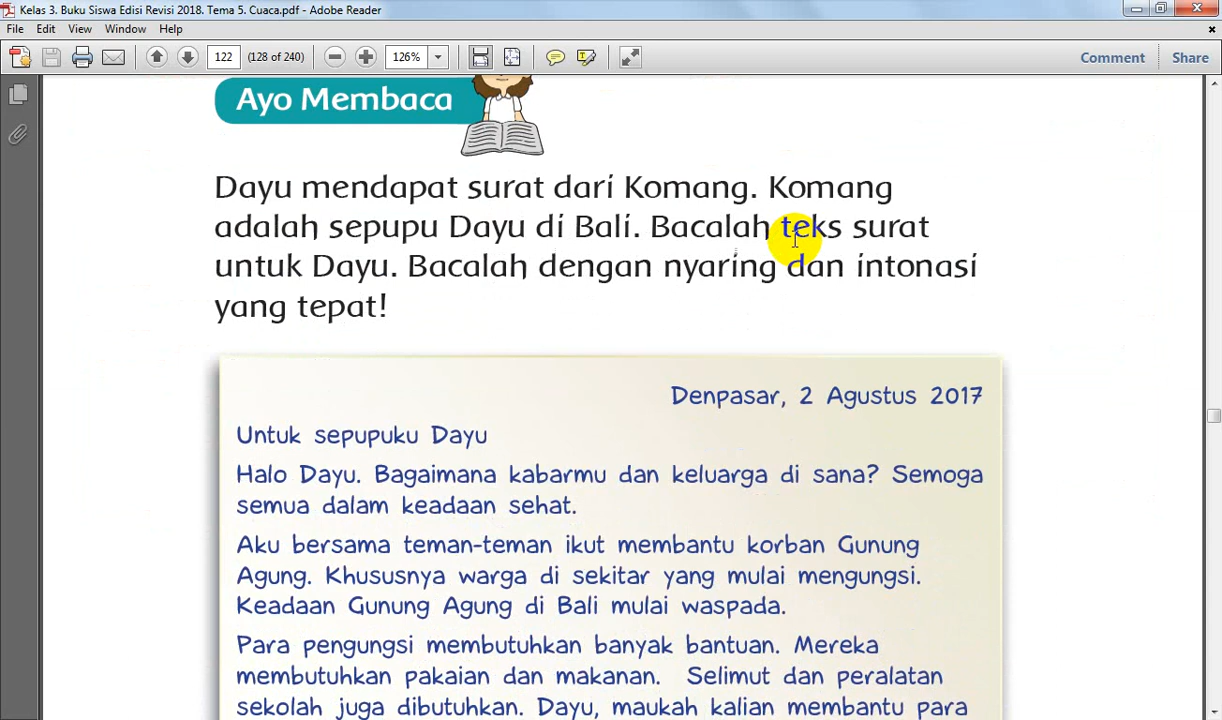 Kelas 3. Buku Siswa Edisi Revisi 2018. Tema 5. Cuaca.pdf - Adobe Reader
File Edit View Window Help
122 (128 of 240) 126% Comment Share
Ayo Membaca
Dayu mendapat surat dari Komang. Komang
adalah sepupu Dayu di Bali. Bacalah teks surat
untuk Dayu. Bacalah dengan nyaring dan intonasi
yang tepat!
Denpasar, 2 Agustus 2017
Untuk sepupuku Dayu
Halo Dayu. Bagaimana kabarmu dan keluarga di sana? Semoga
semua dalam keadaan sehat.
Aku bersama teman-teman ikut membantu korban Gunung
Agung. Khususnya warga di sekitar yang mulai mengungsi.
Keadaan Gunung Agung di Bali mulai waspada.
Para pengungsi membutuhkan banyak bantuan. Mereka
membutuhkan pakaian dan makanan. Selimut dan peralatan
sekolah juga dibutuhkan. Dayu, maukah kalian membantu para